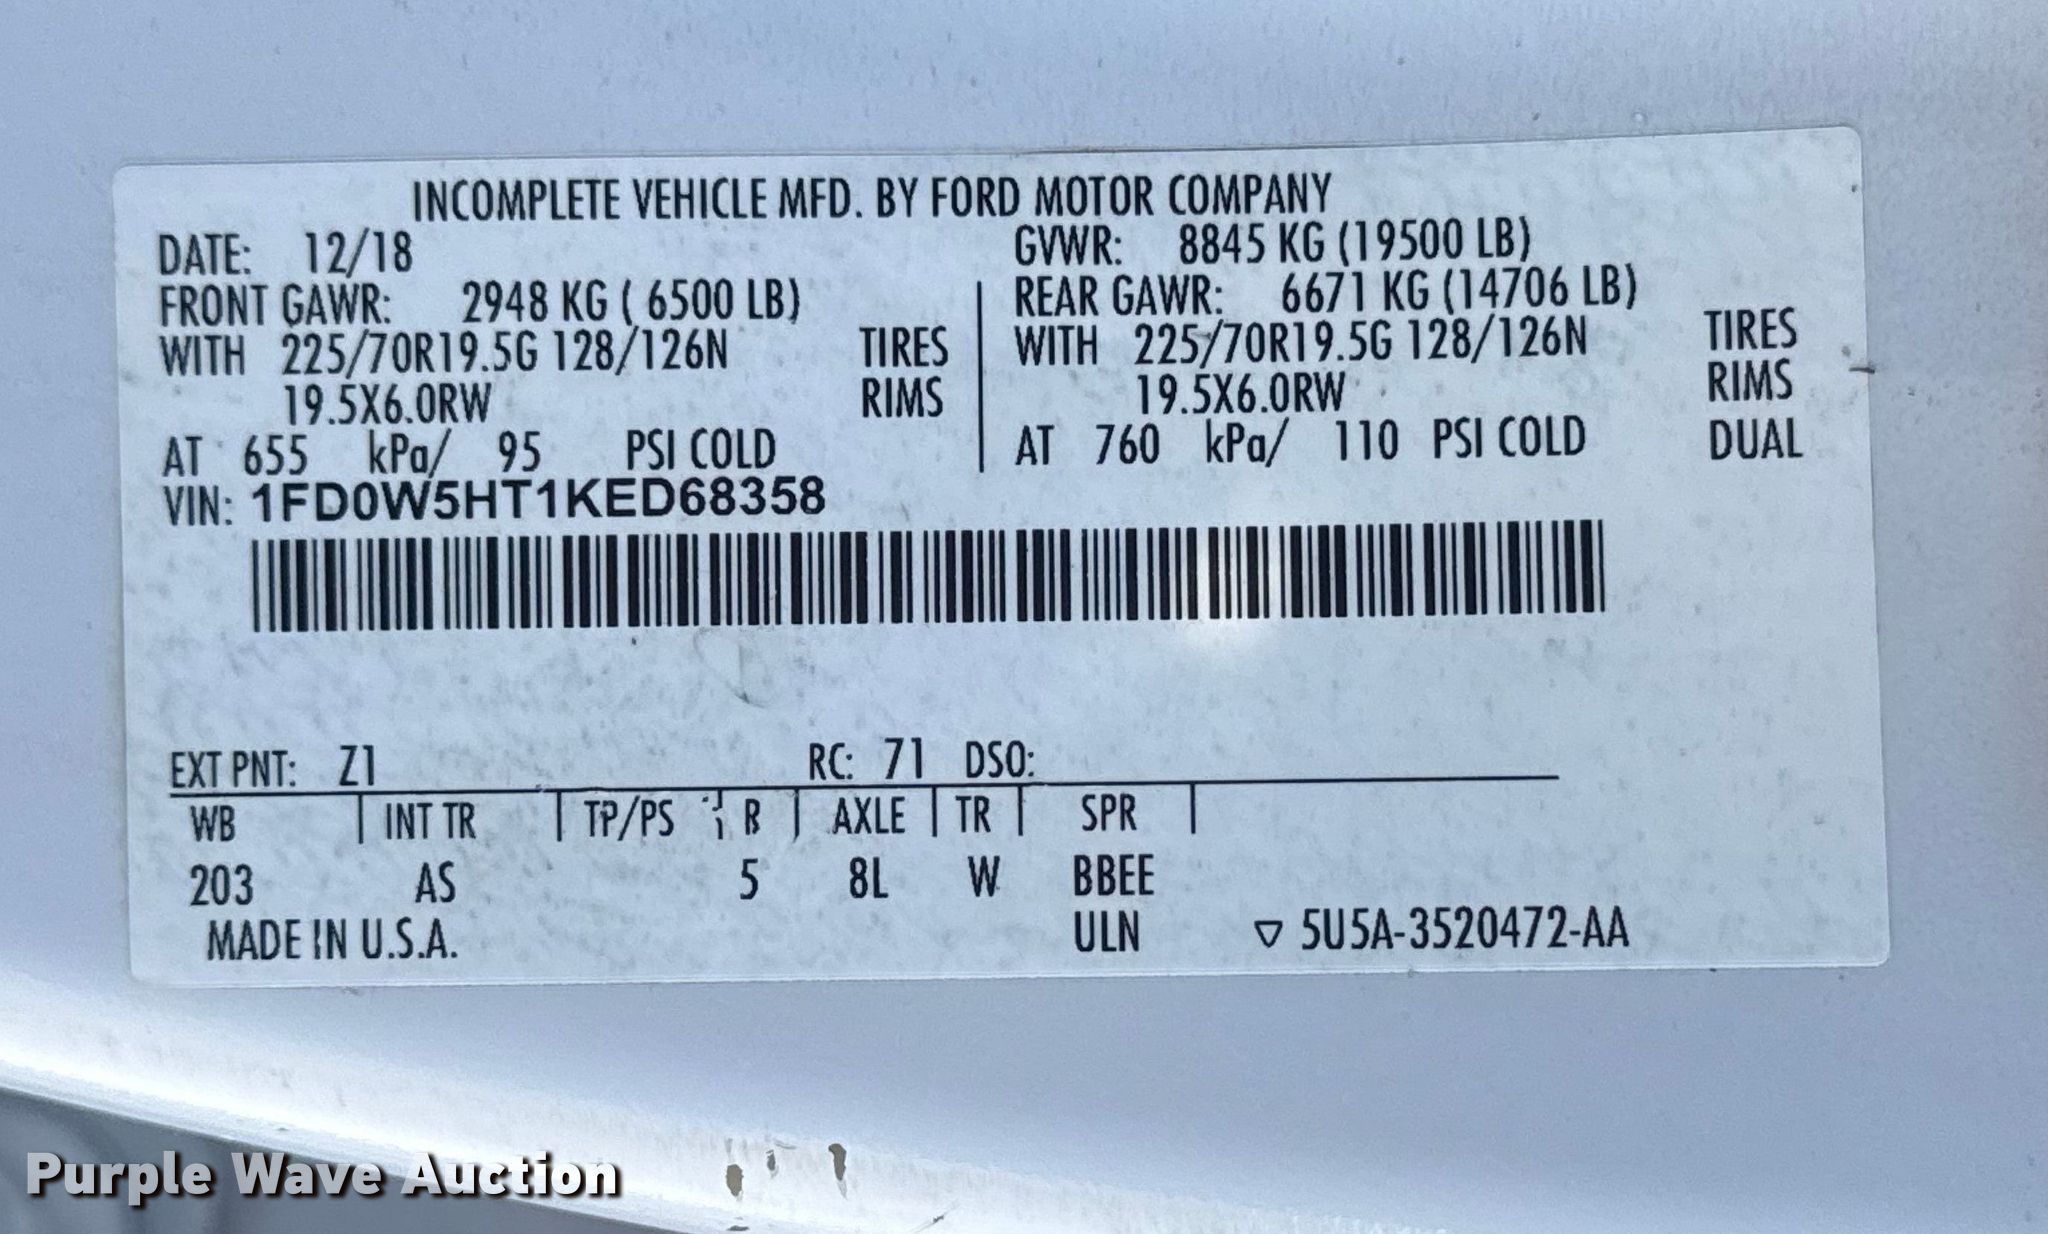 INCOMPLETE VEHICLE MFD. BY FORD MOTOR COMPANY
DATE: 12/18 GVWR: 8845 KG (19500 LB)
FRONT GAWR: 2948 KG ( 6500 LB) REAR GAWR: 6671 KG (14706 LB)
WITH 225/70R19.5G 128/126N TIRES WITH 225/70R19.5G 128/126N TIRES
19.5X6.0RW RIMS 19.5X6.0RW RIMS
AT 655 kPa/ 95 PSI COLD AT 760 kPa/ 110 PSI COLD DUAL
VIN: 1FD0W5HT1KED68358
EXT PNT: Z1 RC: 71 DSO:
WB INT TR TP/PS R AXLE TR SPR
203 AS 5 8L W BBEE
MADE IN U.S.A. ULN ▽ 5U5A-3520472-AA
Purple Wave Auction